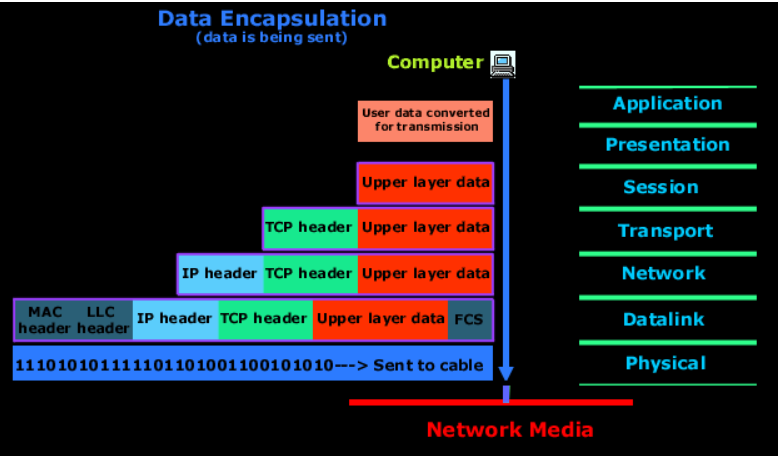 Data Encapsulation
(data is being sent)
Computer
User data converted
for transmission
Application
Presentation
Upper layer data
Session
TCP header Upper layer data
Transport
IP header TCP header Upper layer data
Network
MAC header LLC header IP header TCP header Upper layer data FCS
Datalink
11101010111110110100110010101010---> Sent to cable
Physical
Network Media